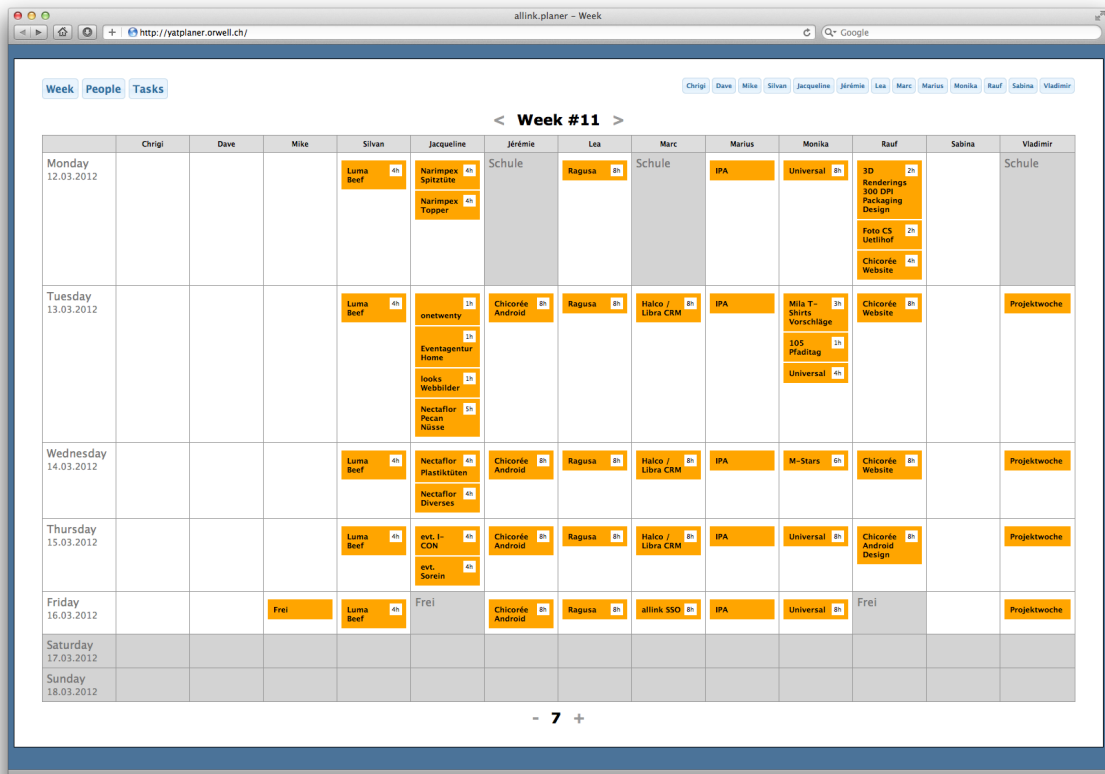 allink.planer – Week
http://yatplaner.orwell.ch/
Google
Week People Tasks
Chrigi Dave Mike Silvan Jacqueline Jérémie Lea Marc Marius Monika Rauf Sabina Vladimir
< Week #11 >
Chrigi Dave Mike Silvan Jacqueline Jérémie Lea Marc Marius Monika Rauf Sabina Vladimir
Monday
12.03.2012
Luma 4h
Beef
Narimpex 4h
Spitztüte
Narimpex 4h
Topper
Schule
Ragusa 8h
Schule
IPA
Universal 8h
3D 2h
Renderings
300 DPI
Packaging
Design
Foto CS 2h
Uetlihof
Chicorée 4h
Website
Schule
Tuesday
13.03.2012
Luma 4h
Beef
1h
onetwenty
1h
Eventagentur
Home
looks 1h
Webbilder
Nectaflor 5h
Pecan
Nüsse
Chicorée 8h
Android
Ragusa 8h
Halco / 8h
Libra CRM
IPA
Mila T- 3h
Shirts
Vorschläge
105 1h
Pfaditag
Universal 4h
Chicorée 8h
Website
Projektwoche
Wednesday
14.03.2012
Luma 4h
Beef
Nectaflor 4h
Plastiktüten
Nectaflor 4h
Diverses
Chicorée 8h
Android
Ragusa 8h
Halco / 8h
Libra CRM
IPA
M-Stars 6h
Chicorée 8h
Website
Projektwoche
Thursday
15.03.2012
Luma 4h
Beef
evt. I- 4h
CON
evt. 4h
Sorein
Chicorée 8h
Android
Ragusa 8h
Halco / 8h
Libra CRM
IPA
Universal 8h
Chicorée 8h
Android
Design
Projektwoche
Friday
16.03.2012
Frei
Luma 4h
Beef
Frei
Chicorée 8h
Android
Ragusa 8h
allink SSO 8h
IPA
Universal 8h
Frei
Projektwoche
Saturday
17.03.2012
Sunday
18.03.2012
- 7 +